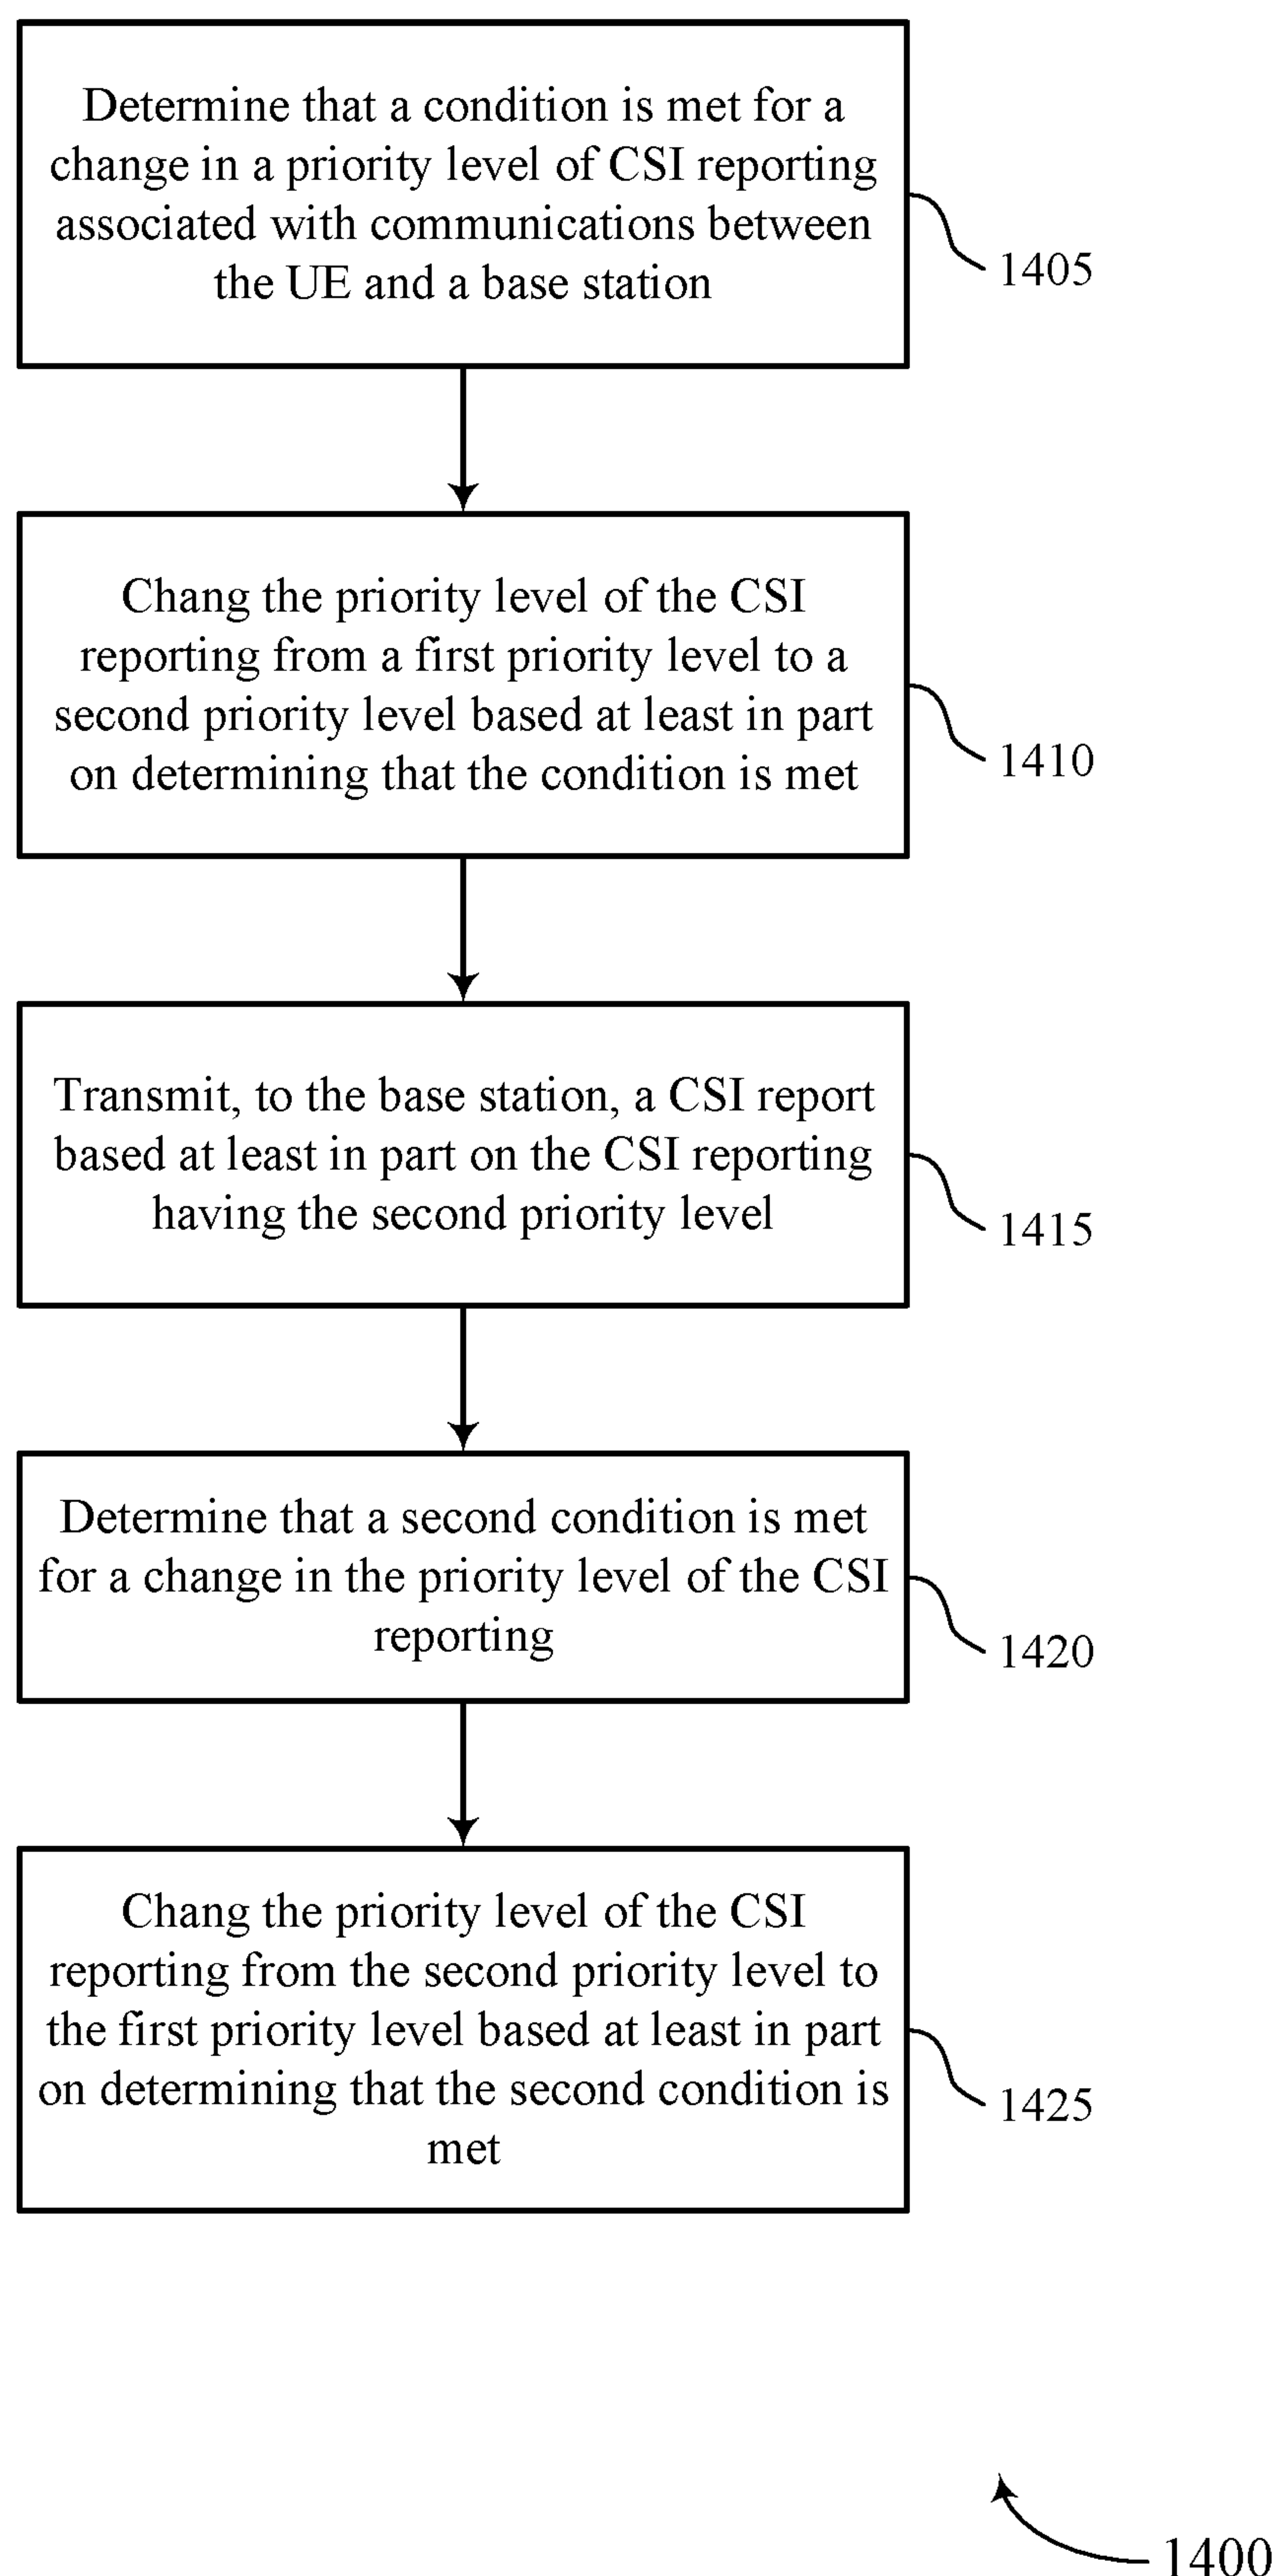 Determine that a condition is met for a
change in a priority level of CSI reporting
associated with communications between
the UE and a base station
1405
Chang the priority level of the CSI
reporting from a first priority level to a
second priority level based at least in part
on determining that the condition is met
1410
Transmit, to the base station, a CSI report
based at least in part on the CSI reporting
having the second priority level
1415
Determine that a second condition is met
for a change in the priority level of the CSI
reporting
1420
Chang the priority level of the CSI
reporting from the second priority level to
the first priority level based at least in part
on determining that the second condition is
met
1425
1400